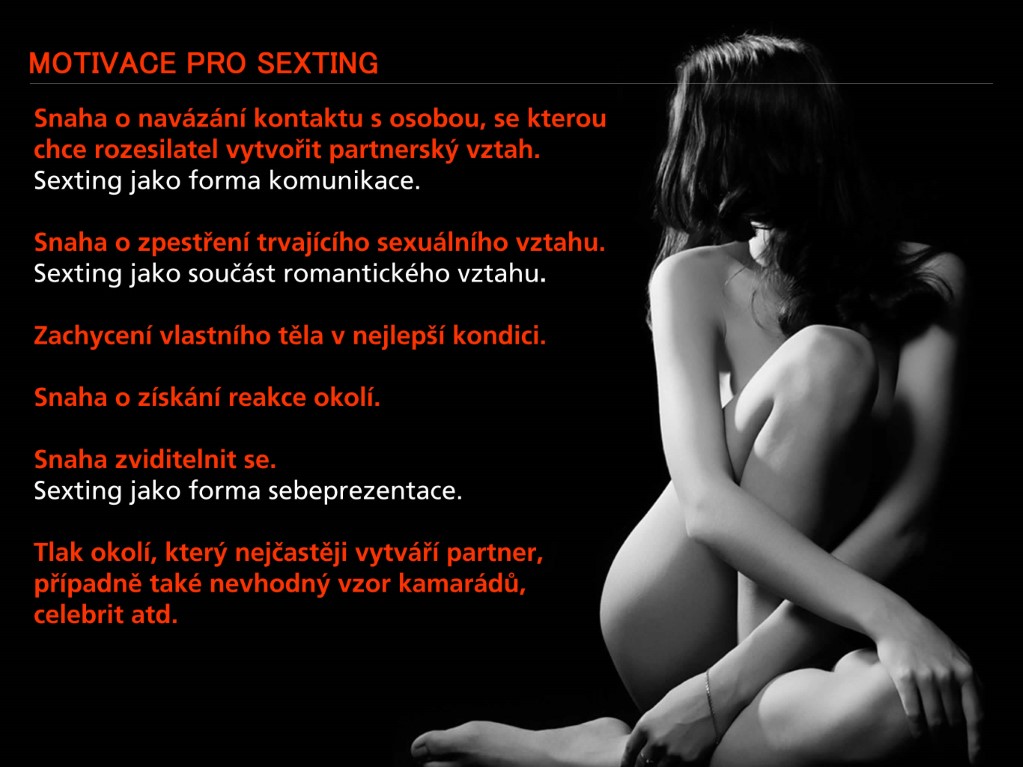 MOTIVACE PRO SEXTING
Snaha o navázání kontaktu s osobou, se kterou
chce rozesilatel vytvořit partnerský vztah.
Sexting jako forma komunikace.
Snaha o zpestření trvajícího sexuálního vztahu.
Sexting jako součást romantického vztahu.
Zachycení vlastního těla v nejlepší kondici.
Snaha o získání reakce okolí.
Snaha zviditelnit se.
Sexting jako forma sebeprezentace.
Tlak okolí, který nejčastěji vytváří partner,
případně také nevhodný vzor kamarádů,
celebrit atd.